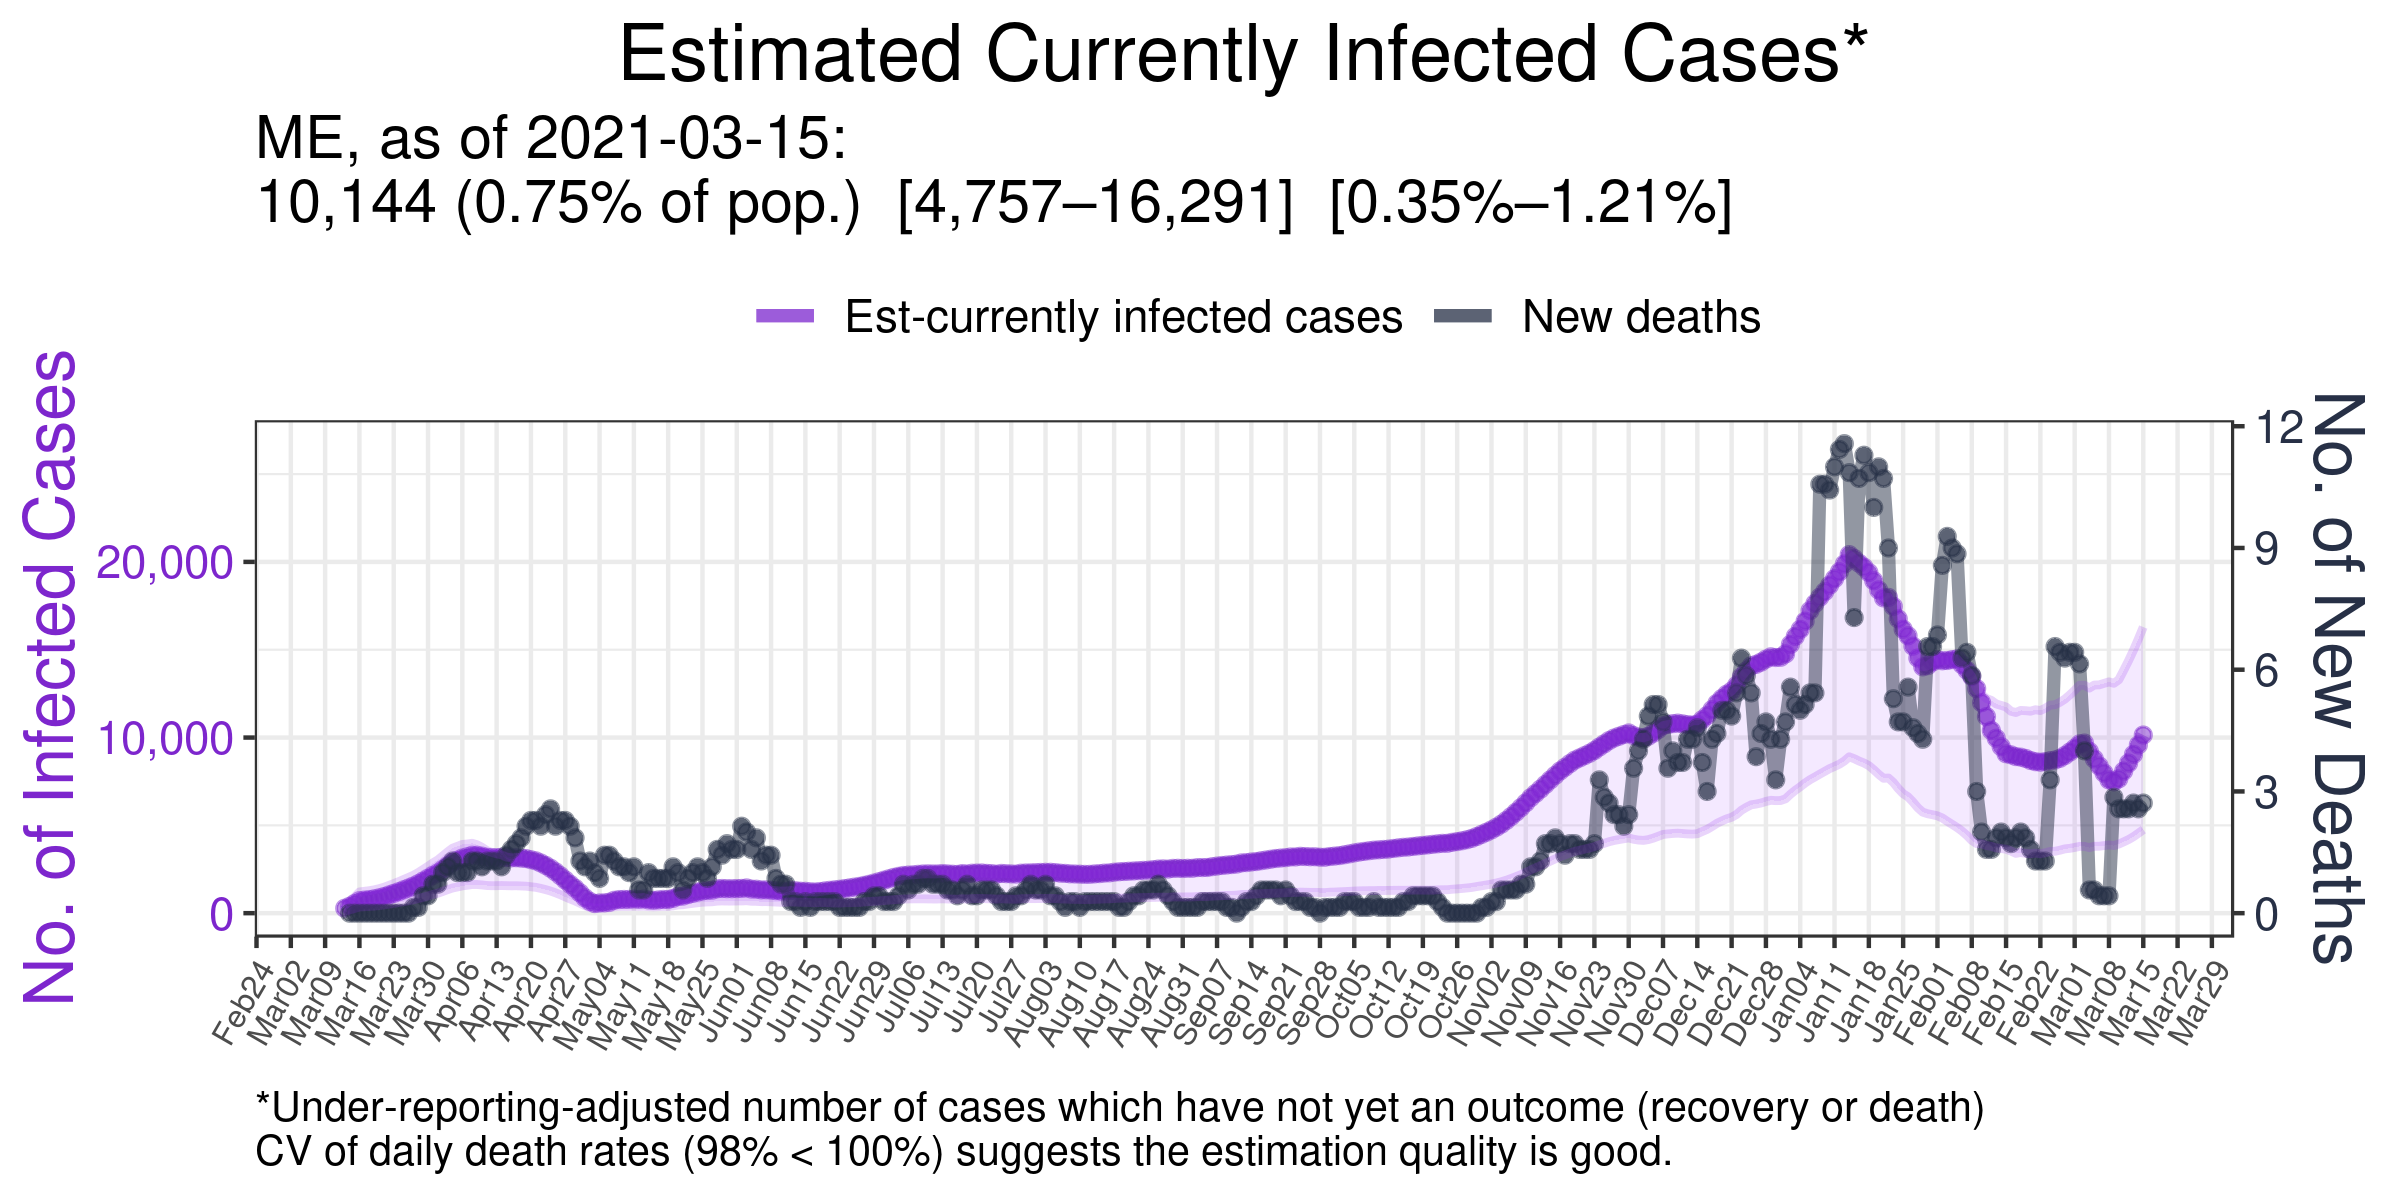 Estimated Currently Infected Cases*
ME, as of 2021-03-15:
10,144 (0.75% of pop.) [4,757–16,291] [0.35%–1.21%]
Est-currently infected cases New deaths
No. of Infected Cases
20,000
10,000
0
12
9
6
3
0
No. of New Deaths
Feb24 Mar02 Mar09 Mar16 Mar23 Mar30 Apr06 Apr13 Apr20 Apr27 May04 May11 May18 May25 Jun01 Jun08 Jun15 Jun22 Jun29 Jul06 Jul13 Jul20 Jul27 Aug03 Aug10 Aug17 Aug24 Aug31 Sep07 Sep14 Sep21 Sep28 Oct05 Oct12 Oct19 Oct26 Nov02 Nov09 Nov16 Nov23 Nov30 Dec07 Dec14 Dec21 Dec28 Jan04 Jan11 Jan18 Jan25 Feb01 Feb08 Feb15 Feb22 Mar01 Mar08 Mar15 Mar22 Mar29
*Under-reporting-adjusted number of cases which have not yet an outcome (recovery or death)
CV of daily death rates (98% < 100%) suggests the estimation quality is good.